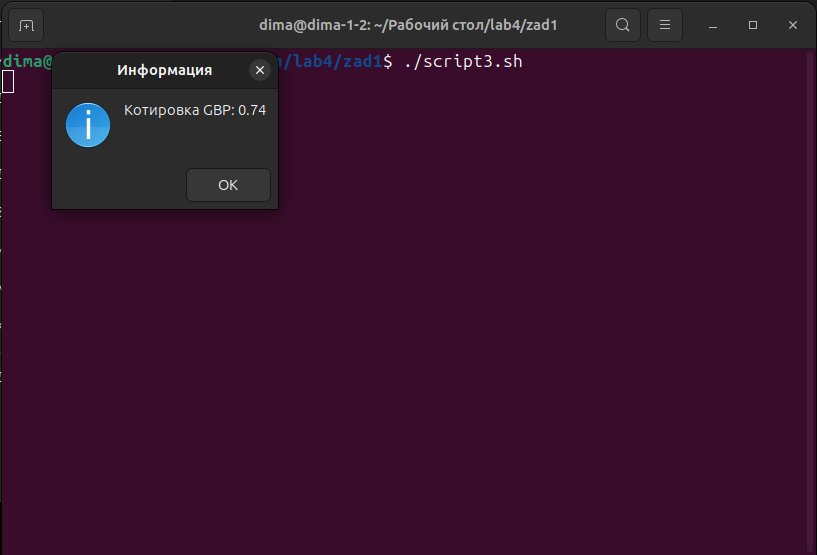 dima@dima-1-2: ~/Рабочий стол/lab4/zad1
dima@ /lab4/zad1$ ./script3.sh
Информация
Котировка GBP: 0.74
OK